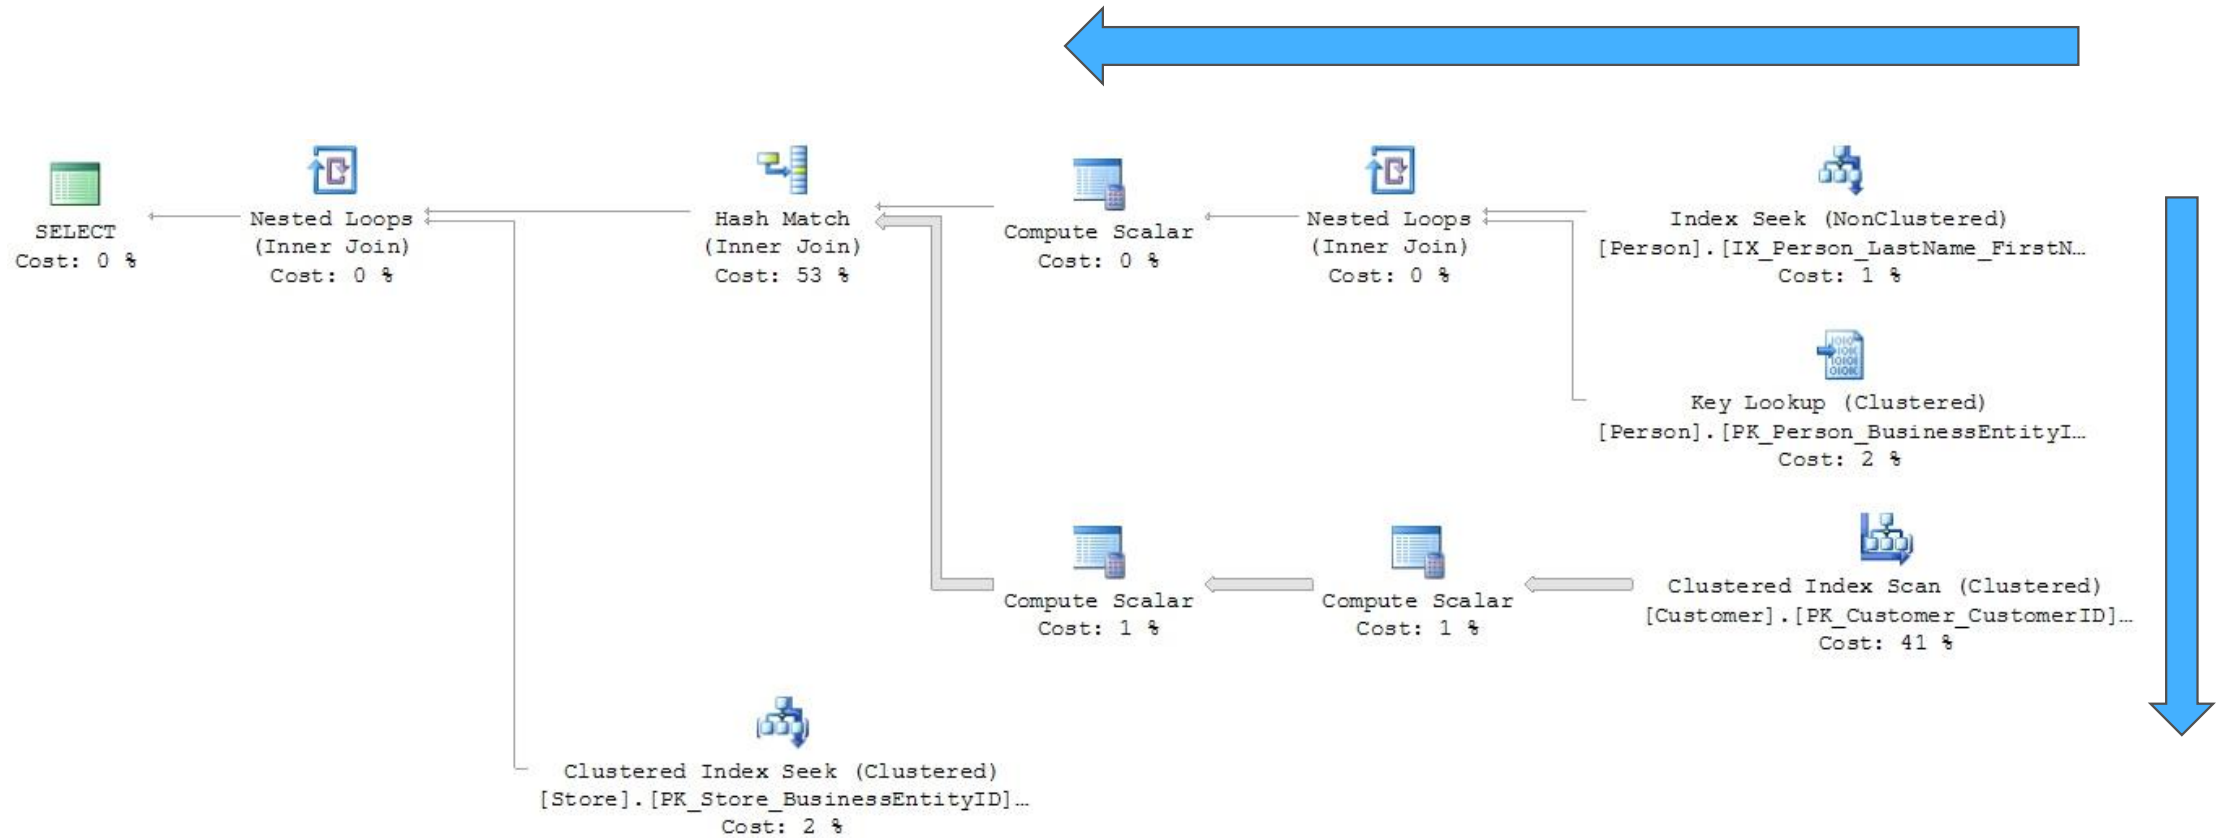 SELECT
Cost: 0 %
Nested Loops
(Inner Join)
Cost: 0 %
Hash Match
(Inner Join)
Cost: 53 %
Compute Scalar
Cost: 0 %
Nested Loops
(Inner Join)
Cost: 0 %
Index Seek (NonClustered)
[Person].[IX_Person_LastName_FirstN…
Cost: 1 %
Key Lookup (Clustered)
[Person].[PK_Person_BusinessEntityI…
Cost: 2 %
Compute Scalar
Cost: 1 %
Compute Scalar
Cost: 1 %
Clustered Index Scan (Clustered)
[Customer].[PK_Customer_CustomerID]…
Cost: 41 %
Clustered Index Seek (Clustered)
[Store].[PK_Store_BusinessEntityID]…
Cost: 2 %